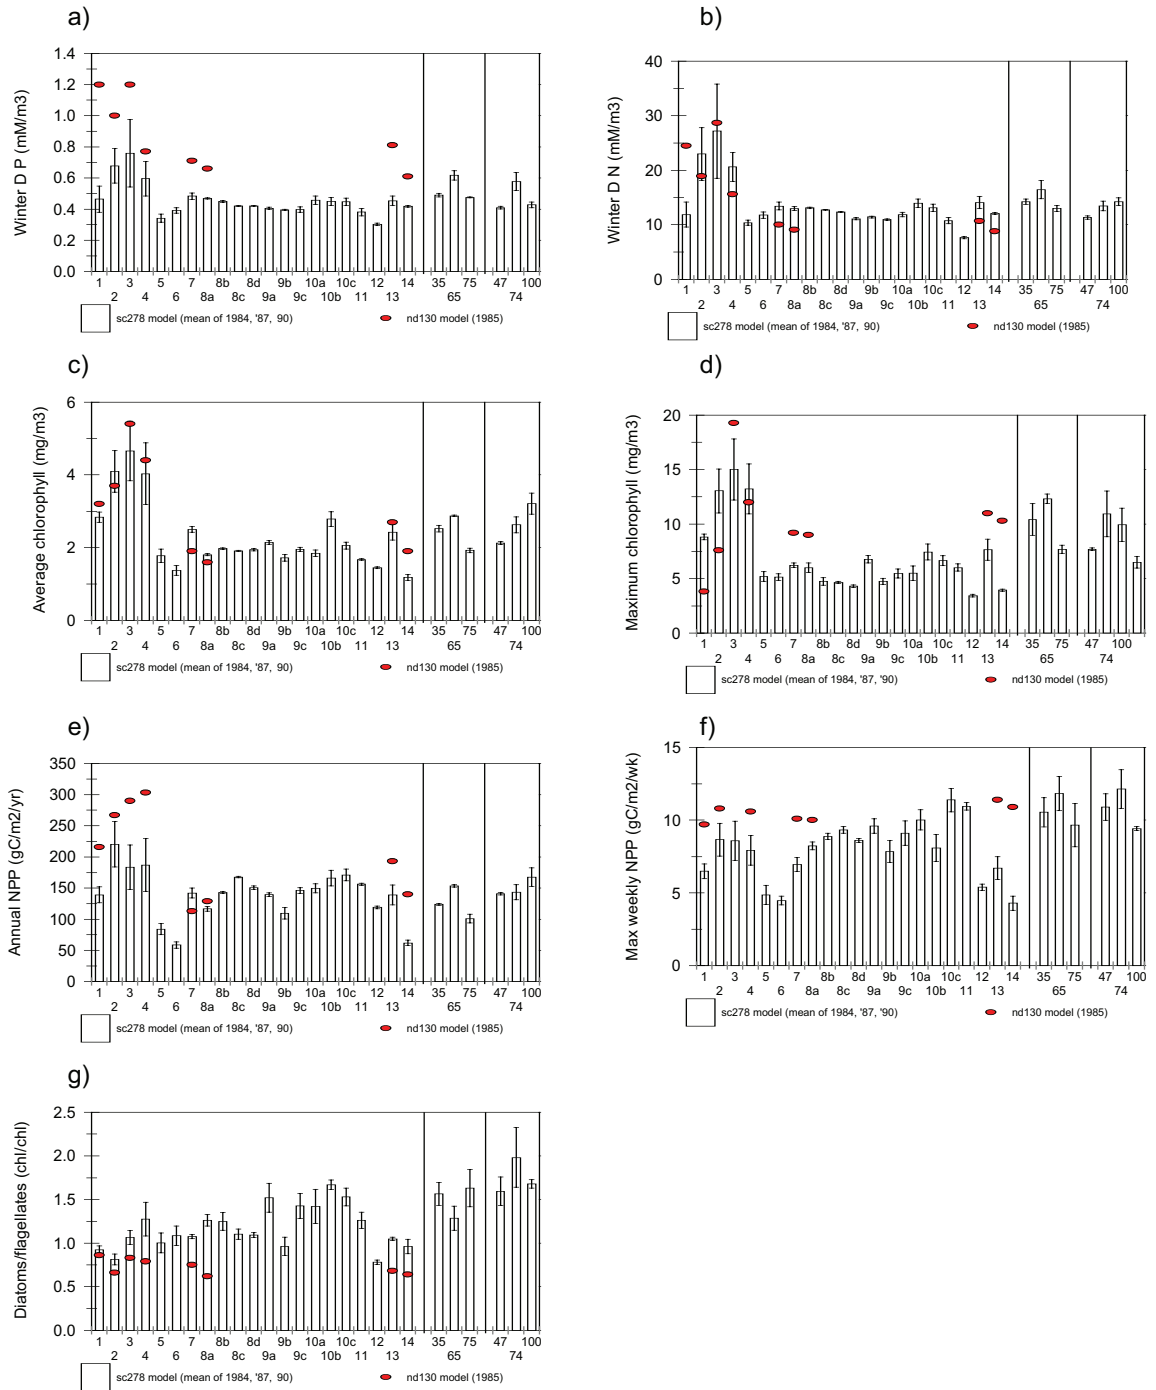 a)
Winter D P (mM/m3)
1.4
1.2
1.0
0.8
0.6
0.4
0.2
0.0
1 3 5 7 8b 8d 9b 10a 10c 12 14 35 75 47 100
2 4 6 8a 8c 9a 9c 10b 11 13 65 74
sc278 model (mean of 1984, '87, 90) nd130 model (1985)
b)
Winter D N (mM/m3)
40
30
20
10
0
1 3 5 7 8b 8d 9b 10a 10c 12 14 35 75 47 100
2 4 6 8a 8c 9a 9c 10b 11 13 65 74
sc278 model (mean of 1984, '87, 90) nd130 model (1985)
c)
Average chlorophyll (mg/m3)
6
4
2
0
1 3 5 7 8b 8d 9b 10a 10c 12 14 35 75 47 100
2 4 6 8a 8c 9a 9c 10b 11 13 65 74
sc278 model (mean of 1984, '87, '90) nd130 model (1985)
d)
Maximum chlorophyll (mg/m3)
20
15
10
5
0
1 3 5 7 8b 8d 9b 10a 10c 12 14 35 75 47 100
2 4 6 8a 8c 9a 9c 10b 11 13 65 74
sc278 model (mean of 1984, '87, '90) nd130 model (1985)
e)
Annual NPP (gC/m2/yr)
350
300
250
200
150
100
50
0
1 3 5 7 8b 8d 9b 10a 10c 12 14 35 75 47 100
2 4 6 8a 8c 9a 9c 10b 11 13 65 74
sc278 model (mean of 1984, '87, '90) nd130 model (1985)
f)
Max weekly NPP (gC/m2/wk)
15
10
5
0
1 3 5 7 8b 8d 9b 10a 10c 12 14 35 75 47 100
2 4 6 8a 8c 9a 9c 10b 11 13 65 74
sc278 model (mean of 1984, '87, '90) nd130 model (1985)
g)
Diatoms/flagellates (chl/chl)
2.5
2.0
1.5
1.0
0.5
0.0
1 3 5 7 8b 8d 9b 10a 10c 12 14 35 75 47 100
2 4 6 8a 8c 9a 9c 10b 11 13 65 74
sc278 model (mean of 1984, '87, '90) nd130 model (1985)